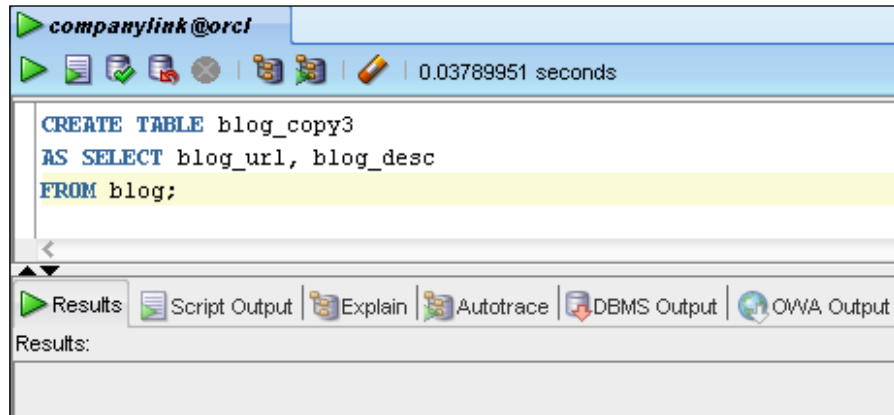 companylink@orcl
0.03789951 seconds
CREATE TABLE blog_copy3
AS SELECT blog_url, blog_desc
FROM blog;
Results Script Output Explain Autotrace DBMS Output OWA Output
Results: